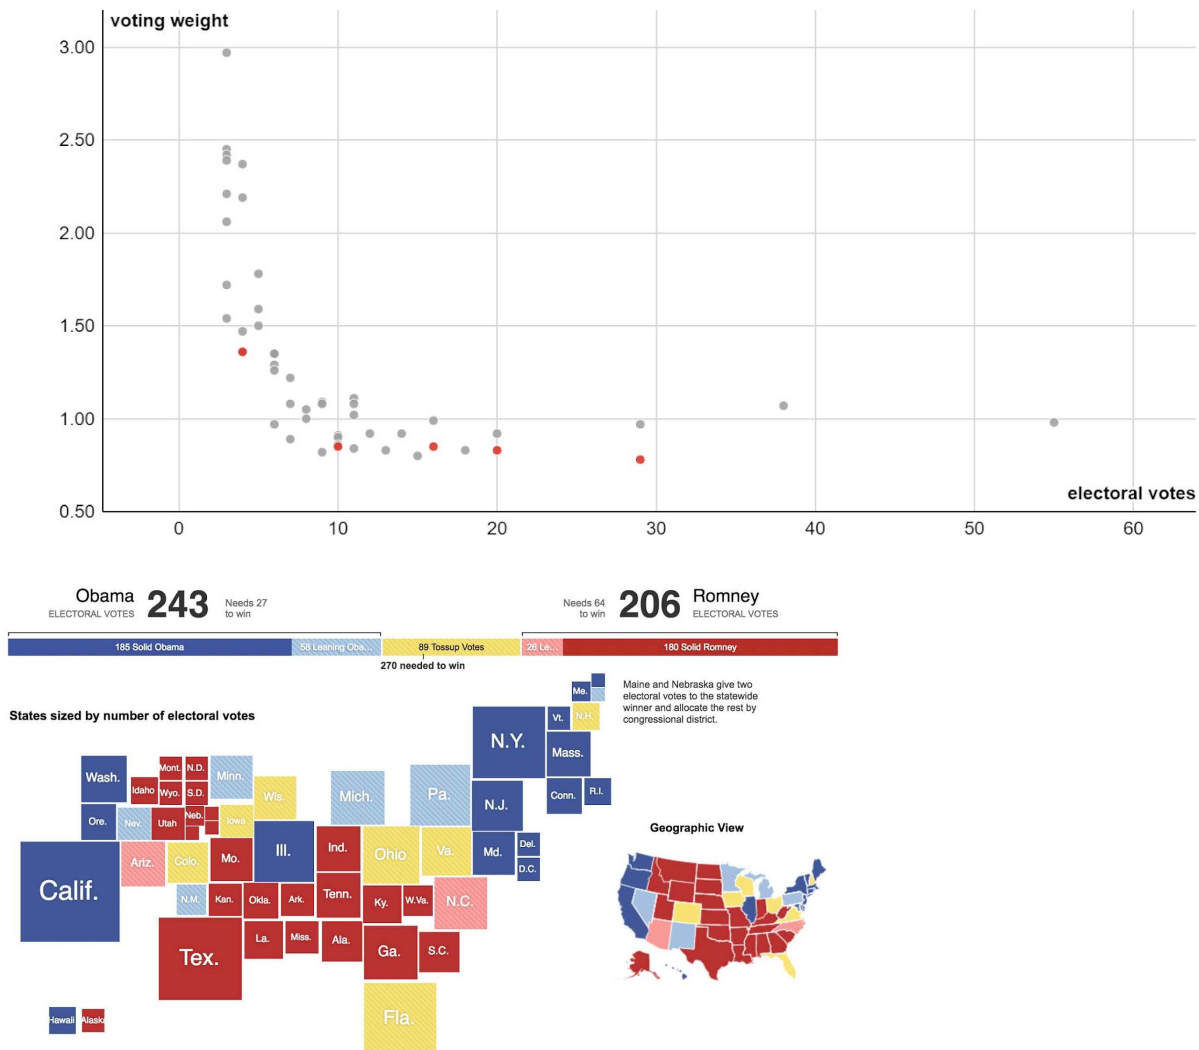 voting weight
3.00
2.50
2.00
1.50
1.00
0.50
electoral votes
0 10 20 30 40 50 60
Obama 243 Needs 27 Needs 64 206 Romney
ELECTORAL VOTES to win to win ELECTORAL VOTES
185 Solid Obama 58 Leaning Oba... 89 Tossup Votes 26 Le... 180 Solid Romney
270 needed to win
Maine and Nebraska give two
electoral votes to the statewide
winner and allocate the rest by
congressional district.
States sized by number of electoral votes
Me.
Vt. N.H.
N.Y.
Mass.
Wash. Mont. N.D. Minn.
Idaho Wyo. S.D. Wis. Mich. Pa. N.J. Conn. R.I.
Ore. Nev. Utah Neb. Iowa
Calif. Ariz. Colo. Mo. Ill. Ind. Ohio Va. Md. Del.
D.C.
N.M. Kan. Okla. Ark. Tenn. Ky. W.Va. N.C.
Tex. La. Miss. Ala. Ga. S.C.
Fla.
Hawaii Alaska
Geographic View